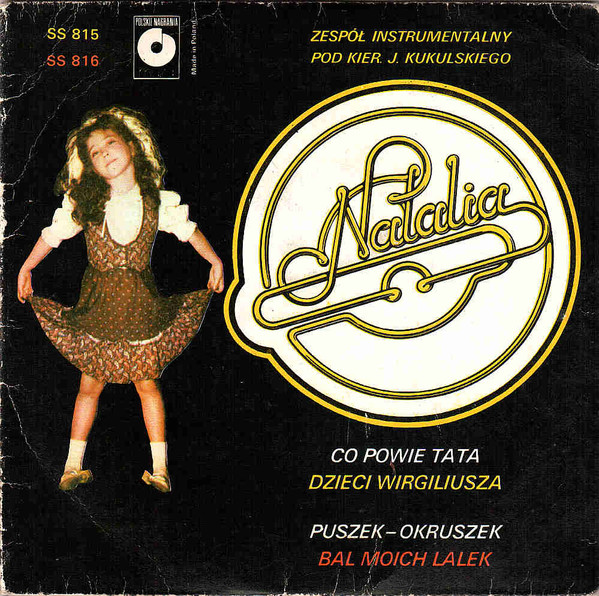 SS 815
SS 816
POLSKIE NAGRANIA
Made in Poland
ZESPÓŁ INSTRUMENTALNY
POD KIER. J. KUKULSKIEGO
Natalia
CO POWIE TATA
DZIECI WIRGILIUSZA
PUSZEK – OKRUSZEK
BAL MOICH LALEK